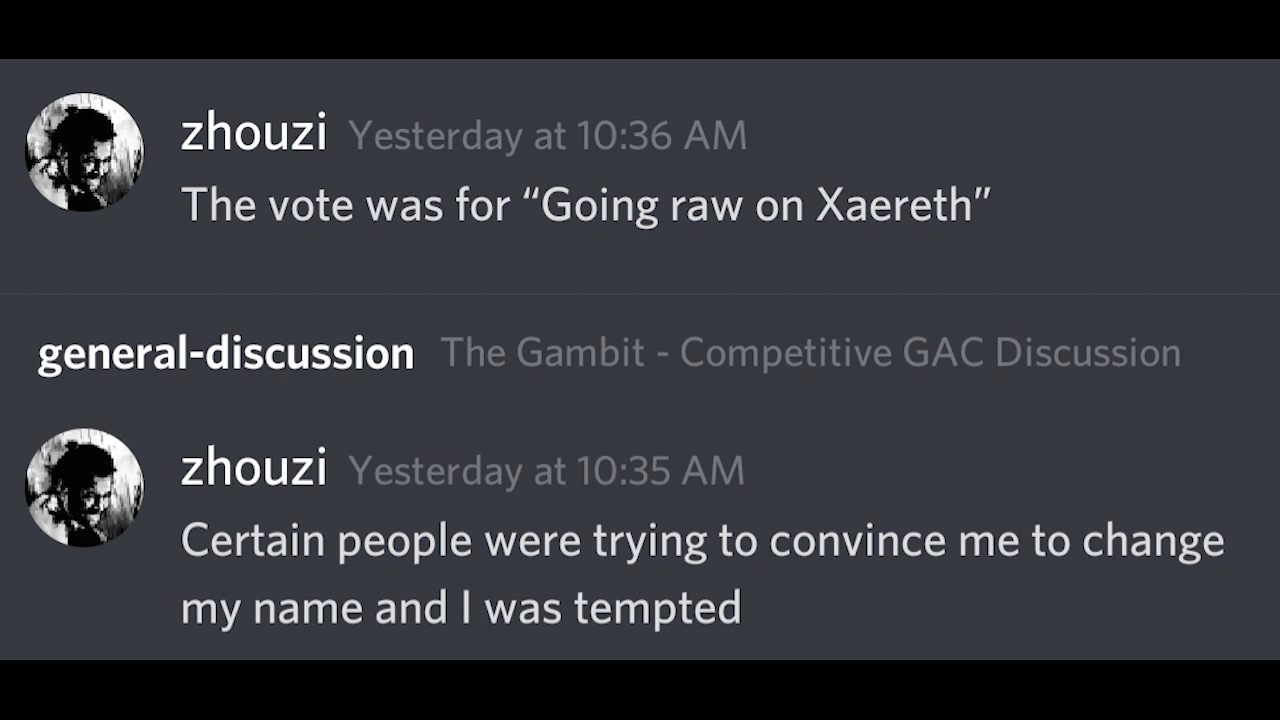 zhouzi Yesterday at 10:36 AM
The vote was for “Going raw on Xaereth”
general-discussion The Gambit - Competitive GAC Discussion
zhouzi Yesterday at 10:35 AM
Certain people were trying to convince me to change
my name and I was tempted